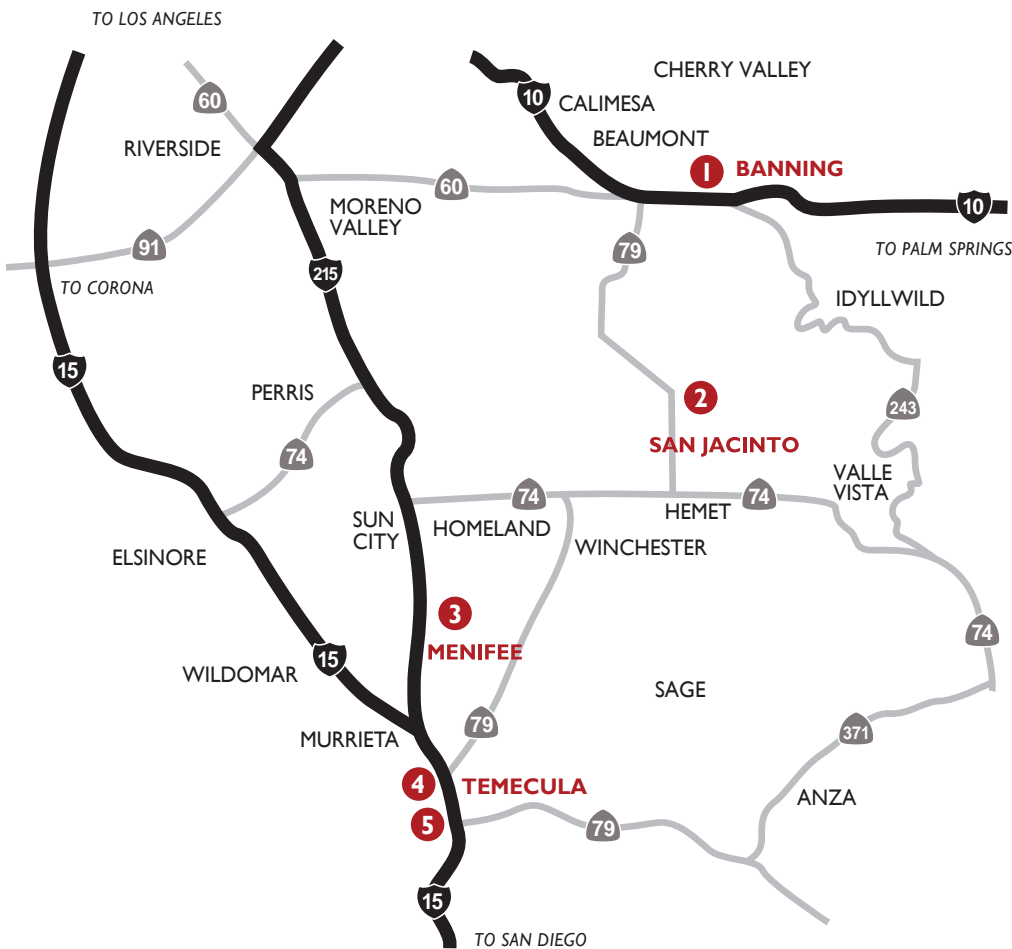 TO LOS ANGELES
CHERRY VALLEY
60
10
CALIMESA
BEAUMONT
RIVERSIDE
1 BANNING
60
10
MORENO
VALLEY
91
79
TO PALM SPRINGS
215
TO CORONA
IDYLLWILD
15
PERRIS
2
243
SAN JACINTO
74
VALLE
VISTA
74
74
HEMET
SUN
CITY
HOMELAND
WINCHESTER
ELSINORE
3
74
MENIFEE
15
WILDOMAR
SAGE
79
371
MURRIETA
4 TEMECULA
ANZA
5
79
15
TO SAN DIEGO